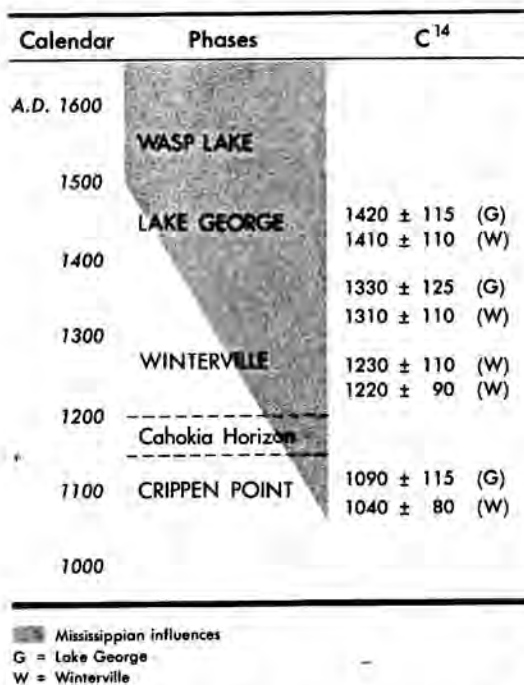 Calendar Phases C14
A.D. 1600
WASP LAKE
1500
LAKE GEORGE 1420 ± 115 (G)
1410 ± 110 (W)
1400
1330 ± 125 (G)
1310 ± 110 (W)
1300
WINTERVILLE 1230 ± 110 (W)
1220 ± 90 (W)
1200
Cahokia Horizon
1100 CRIPPEN POINT 1090 ± 115 (G)
1040 ± 80 (W)
1000
Mississippian influences
G = Lake George
W = Winterville